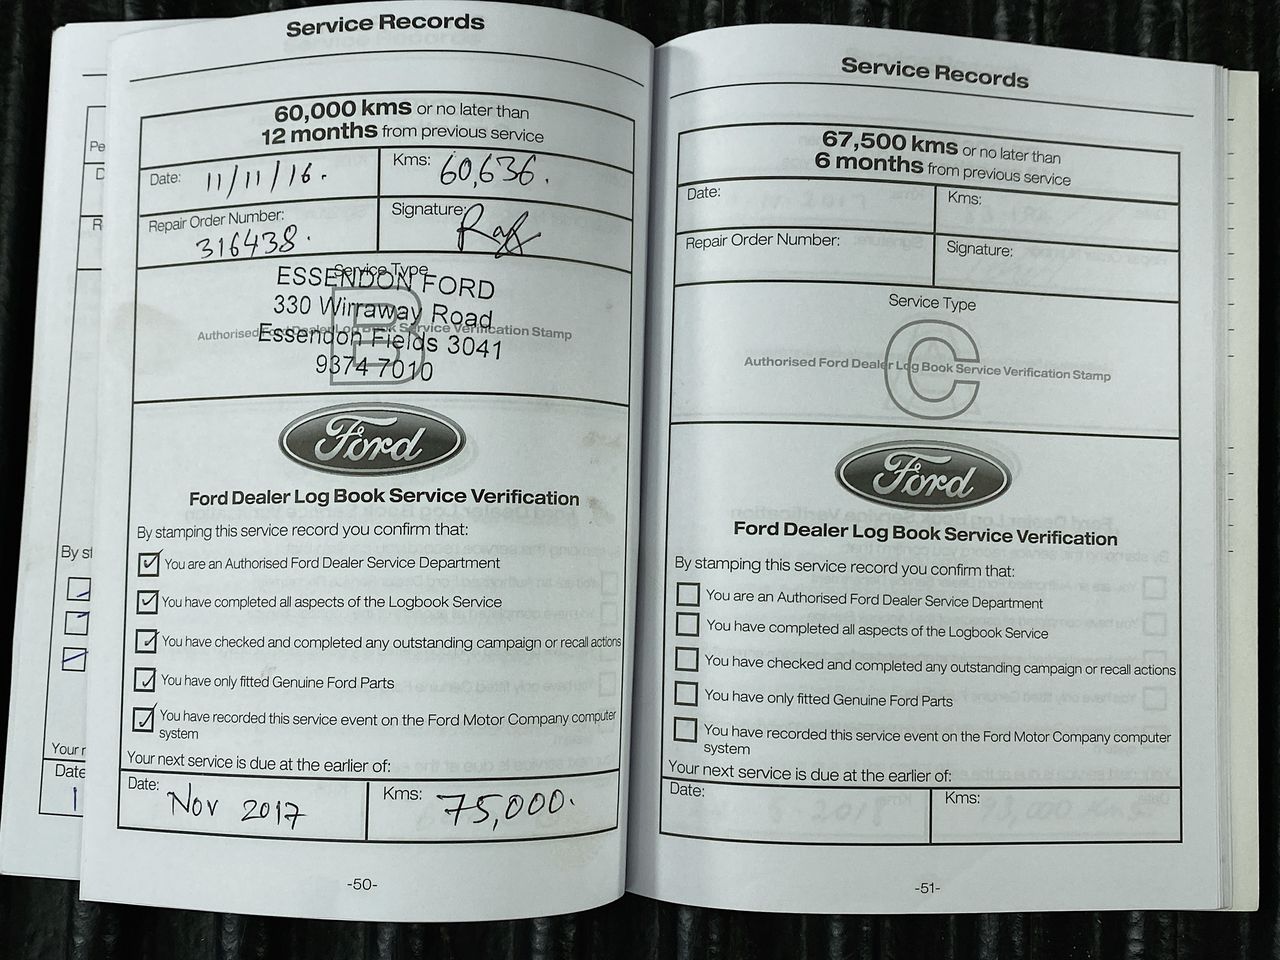 Service Records
60,000 kms or no later than
12 months from previous service
Date: 11/11/16.
Kms: 60,636.
Repair Order Number:
316438.
Signature:
Service Type
B
Authorised Ford Dealer Log Book Service Verification Stamp
ESSENDON FORD
330 Wirraway Road
Essendon Fields 3041
9374 7010
Ford
Ford Dealer Log Book Service Verification
By stamping this service record you confirm that:
You are an Authorised Ford Dealer Service Department
You have completed all aspects of the Logbook Service
You have checked and completed any outstanding campaign or recall actions
You have only fitted Genuine Ford Parts
You have recorded this service event on the Ford Motor Company computer
system
Your next service is due at the earlier of:
Date: Nov 2017
Kms: 75,000.
-50-
Service Records
67,500 kms or no later than
6 months from previous service
Date:
Kms:
Repair Order Number:
Signature:
Service Type
C
Authorised Ford Dealer Log Book Service Verification Stamp
Ford
Ford Dealer Log Book Service Verification
By stamping this service record you confirm that:
You are an Authorised Ford Dealer Service Department
You have completed all aspects of the Logbook Service
You have checked and completed any outstanding campaign or recall actions
You have only fitted Genuine Ford Parts
You have recorded this service event on the Ford Motor Company computer
system
Your next service is due at the earlier of:
Date:
Kms:
-51-